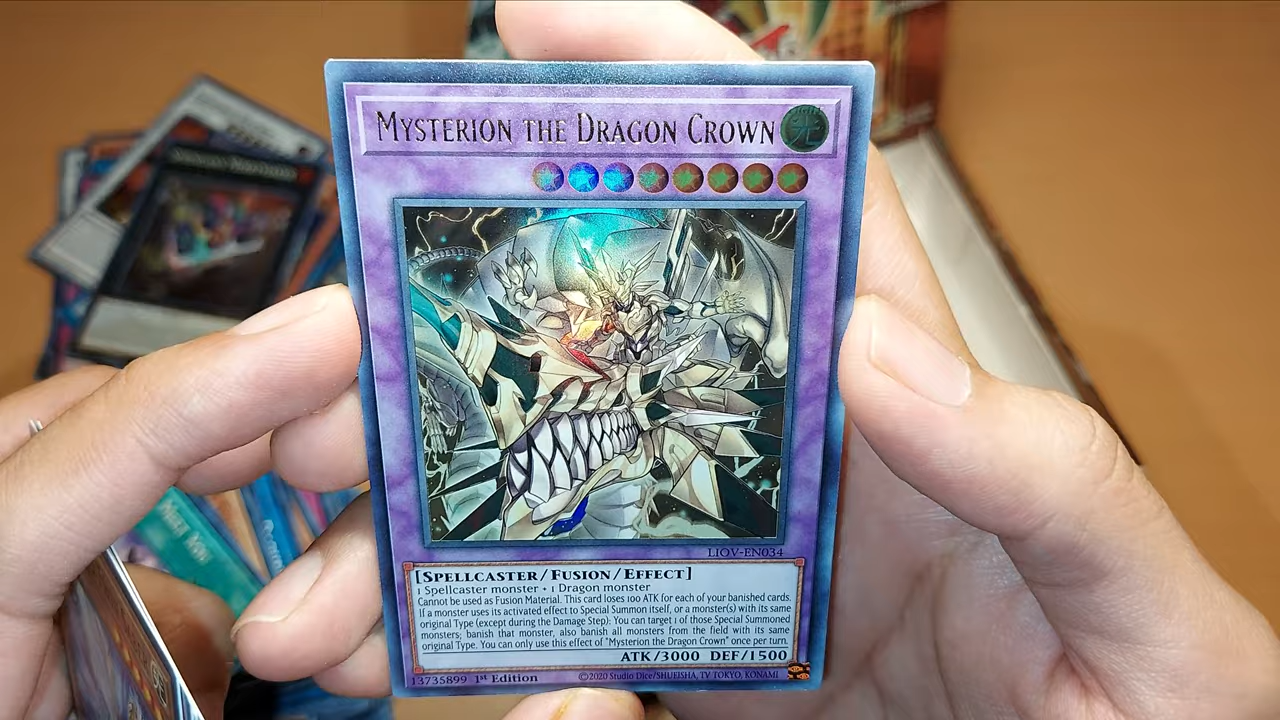 MYSTERION THE DRAGON CROWN
光
LIOV-EN034
[SPELLCASTER/FUSION/EFFECT]
1 Spellcaster monster + 1 Dragon monster
Cannot be used as Fusion Material. This card loses 100 ATK for each of your banished cards.
If a monster uses its activated effect to Special Summon itself, or a monster(s) with its same
original Type (except during the Damage Step): You can target 1 of those Special Summoned
monsters; banish that monster, also banish all monsters from the field with its same
original Type. You can only use this effect of "Mysterion the Dragon Crown" once per turn.
ATK/3000 DEF/1500
13735899 1st Edition
©2020 Studio Dice/SHUEISHA, TV TOKYO, KONAMI